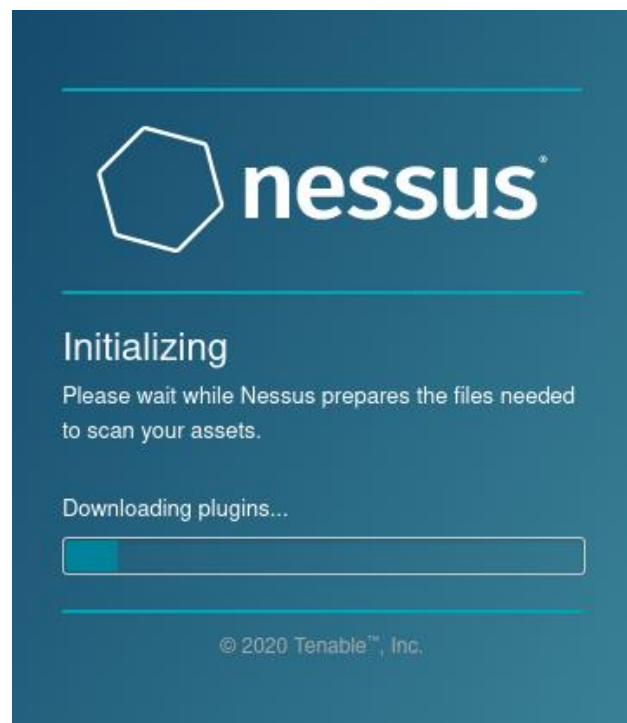 nessus®
Initializing
Please wait while Nessus prepares the files needed
to scan your assets.
Downloading plugins...
© 2020 Tenable™, Inc.